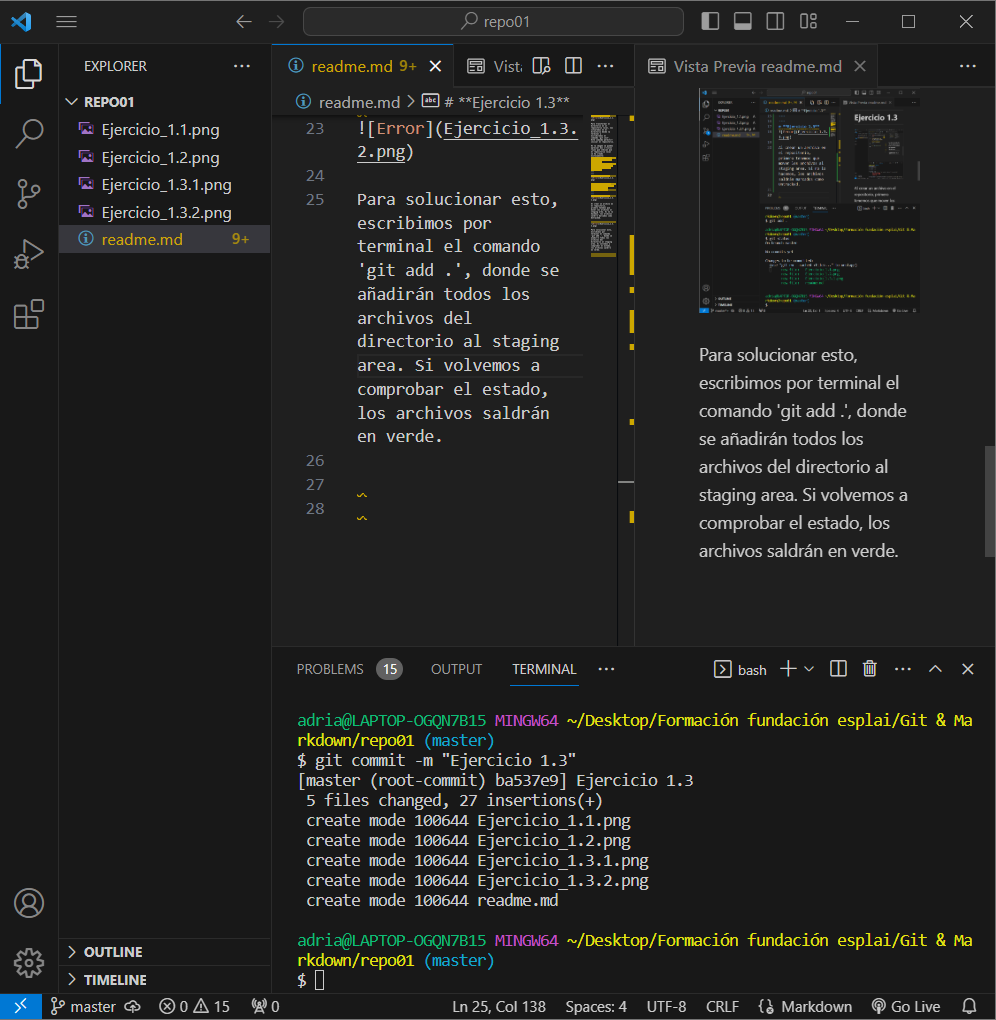 repo01
EXPLORER
REPO01
Ejercicio_1.1.png
Ejercicio_1.2.png
Ejercicio_1.3.1.png
Ejercicio_1.3.2.png
readme.md 9+
readme.md 9+
Vista
readme.md > # **Ejercicio 1.3**
23 ![Error](Ejercicio_1.3.
2.png)
24
25 Para solucionar esto,
escribimos por
terminal el comando
'git add .', donde se
añadirán todos los
archivos del
directorio al staging
area. Si volvemos a
comprobar el estado,
los archivos saldrán
en verde.
26
27
28
Vista Previa readme.md
Ejercicio 1.3
Para solucionar esto,
escribimos por terminal el
comando 'git add .', donde
se añadirán todos los
archivos del directorio al
staging area. Si volvemos a
comprobar el estado, los
archivos saldrán en verde.
PROBLEMS 15 OUTPUT TERMINAL
bash
adria@LAPTOP-OGQN7B15 MINGW64 ~/Desktop/Formación fundación esplai/Git & Ma
rkdown/repo01 (master)
$ git commit -m "Ejercicio 1.3"
[master (root-commit) ba537e9] Ejercicio 1.3
5 files changed, 27 insertions(+)
create mode 100644 Ejercicio_1.1.png
create mode 100644 Ejercicio_1.2.png
create mode 100644 Ejercicio_1.3.1.png
create mode 100644 Ejercicio_1.3.2.png
create mode 100644 readme.md
adria@LAPTOP-OGQN7B15 MINGW64 ~/Desktop/Formación fundación esplai/Git & Ma
rkdown/repo01 (master)
$
OUTLINE
TIMELINE
master 0 15 0 Ln 25, Col 138 Spaces: 4 UTF-8 CRLF Markdown Go Live